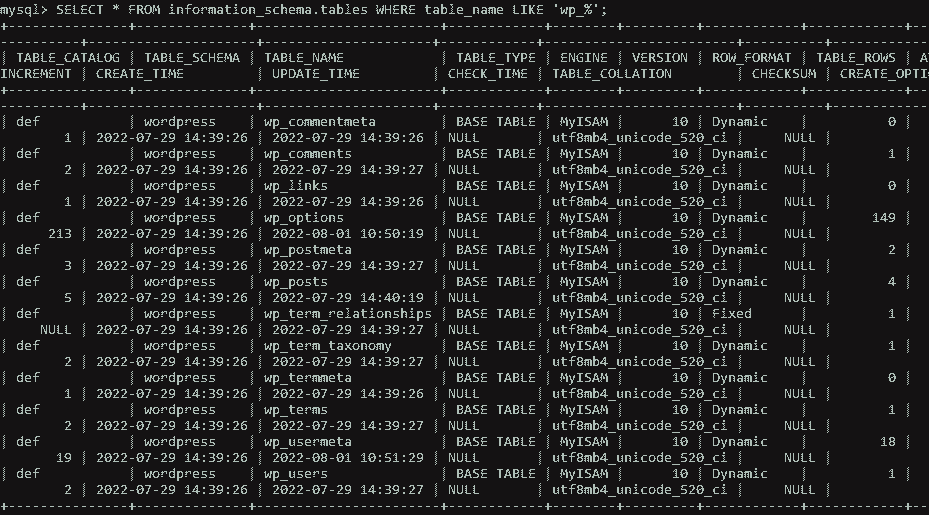 mysql> SELECT * FROM information_schema.tables WHERE table_name LIKE 'wp_%';
| TABLE_CATALOG | TABLE_SCHEMA | TABLE_NAME | TABLE_TYPE | ENGINE | VERSION | ROW_FORMAT | TABLE_ROWS |
INCREMENT | CREATE_TIME | UPDATE_TIME | CHECK_TIME | TABLE_COLLATION | CHECKSUM | CREATE_OPTI
| def | wordpress | wp_commentmeta | BASE TABLE | MyISAM | 10 | Dynamic | 0 |
1 | 2022-07-29 14:39:26 | 2022-07-29 14:39:26 | NULL | utf8mb4_unicode_520_ci | NULL |
| def | wordpress | wp_comments | BASE TABLE | MyISAM | 10 | Dynamic | 1 |
2 | 2022-07-29 14:39:26 | 2022-07-29 14:39:27 | NULL | utf8mb4_unicode_520_ci | NULL |
| def | wordpress | wp_links | BASE TABLE | MyISAM | 10 | Dynamic | 0 |
1 | 2022-07-29 14:39:26 | 2022-07-29 14:39:26 | NULL | utf8mb4_unicode_520_ci | NULL |
| def | wordpress | wp_options | BASE TABLE | MyISAM | 10 | Dynamic | 149 |
213 | 2022-07-29 14:39:26 | 2022-08-01 10:50:19 | NULL | utf8mb4_unicode_520_ci | NULL |
| def | wordpress | wp_postmeta | BASE TABLE | MyISAM | 10 | Dynamic | 2 |
3 | 2022-07-29 14:39:26 | 2022-07-29 14:39:27 | NULL | utf8mb4_unicode_520_ci | NULL |
| def | wordpress | wp_posts | BASE TABLE | MyISAM | 10 | Dynamic | 4 |
5 | 2022-07-29 14:39:26 | 2022-07-29 14:40:19 | NULL | utf8mb4_unicode_520_ci | NULL |
| def | wordpress | wp_term_relationships | BASE TABLE | MyISAM | 10 | Fixed | 1 |
NULL | 2022-07-29 14:39:26 | 2022-07-29 14:39:27 | NULL | utf8mb4_unicode_520_ci | NULL |
| def | wordpress | wp_term_taxonomy | BASE TABLE | MyISAM | 10 | Dynamic | 1 |
2 | 2022-07-29 14:39:26 | 2022-07-29 14:39:27 | NULL | utf8mb4_unicode_520_ci | NULL |
| def | wordpress | wp_termmeta | BASE TABLE | MyISAM | 10 | Dynamic | 0 |
1 | 2022-07-29 14:39:26 | 2022-07-29 14:39:26 | NULL | utf8mb4_unicode_520_ci | NULL |
| def | wordpress | wp_terms | BASE TABLE | MyISAM | 10 | Dynamic | 1 |
2 | 2022-07-29 14:39:26 | 2022-07-29 14:39:27 | NULL | utf8mb4_unicode_520_ci | NULL |
| def | wordpress | wp_usermeta | BASE TABLE | MyISAM | 10 | Dynamic | 18 |
19 | 2022-07-29 14:39:26 | 2022-08-01 10:51:29 | NULL | utf8mb4_unicode_520_ci | NULL |
| def | wordpress | wp_users | BASE TABLE | MyISAM | 10 | Dynamic | 1 |
2 | 2022-07-29 14:39:26 | 2022-07-29 14:39:27 | NULL | utf8mb4_unicode_520_ci | NULL |